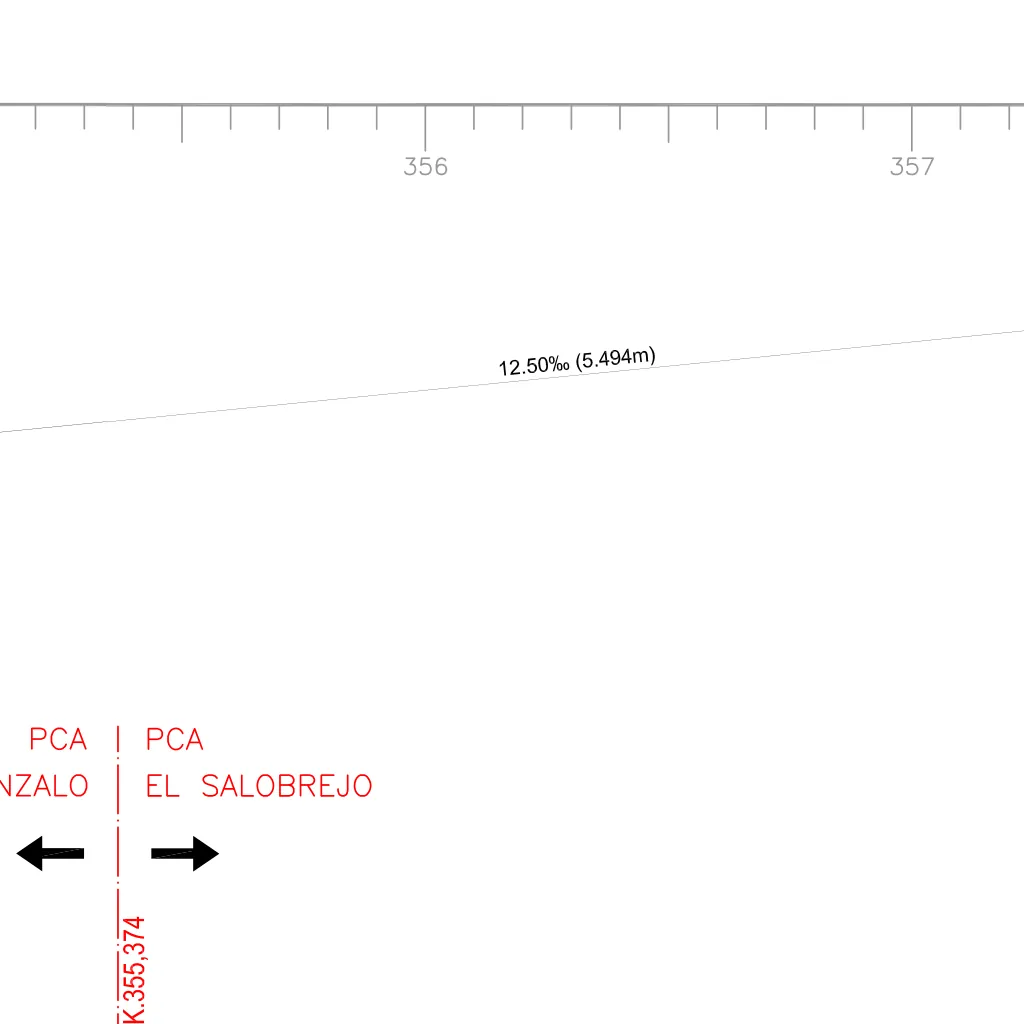 356 357
12.50‰ (5.494m)
PCA PCA
NZALO EL SALOBREJO
K.355,374